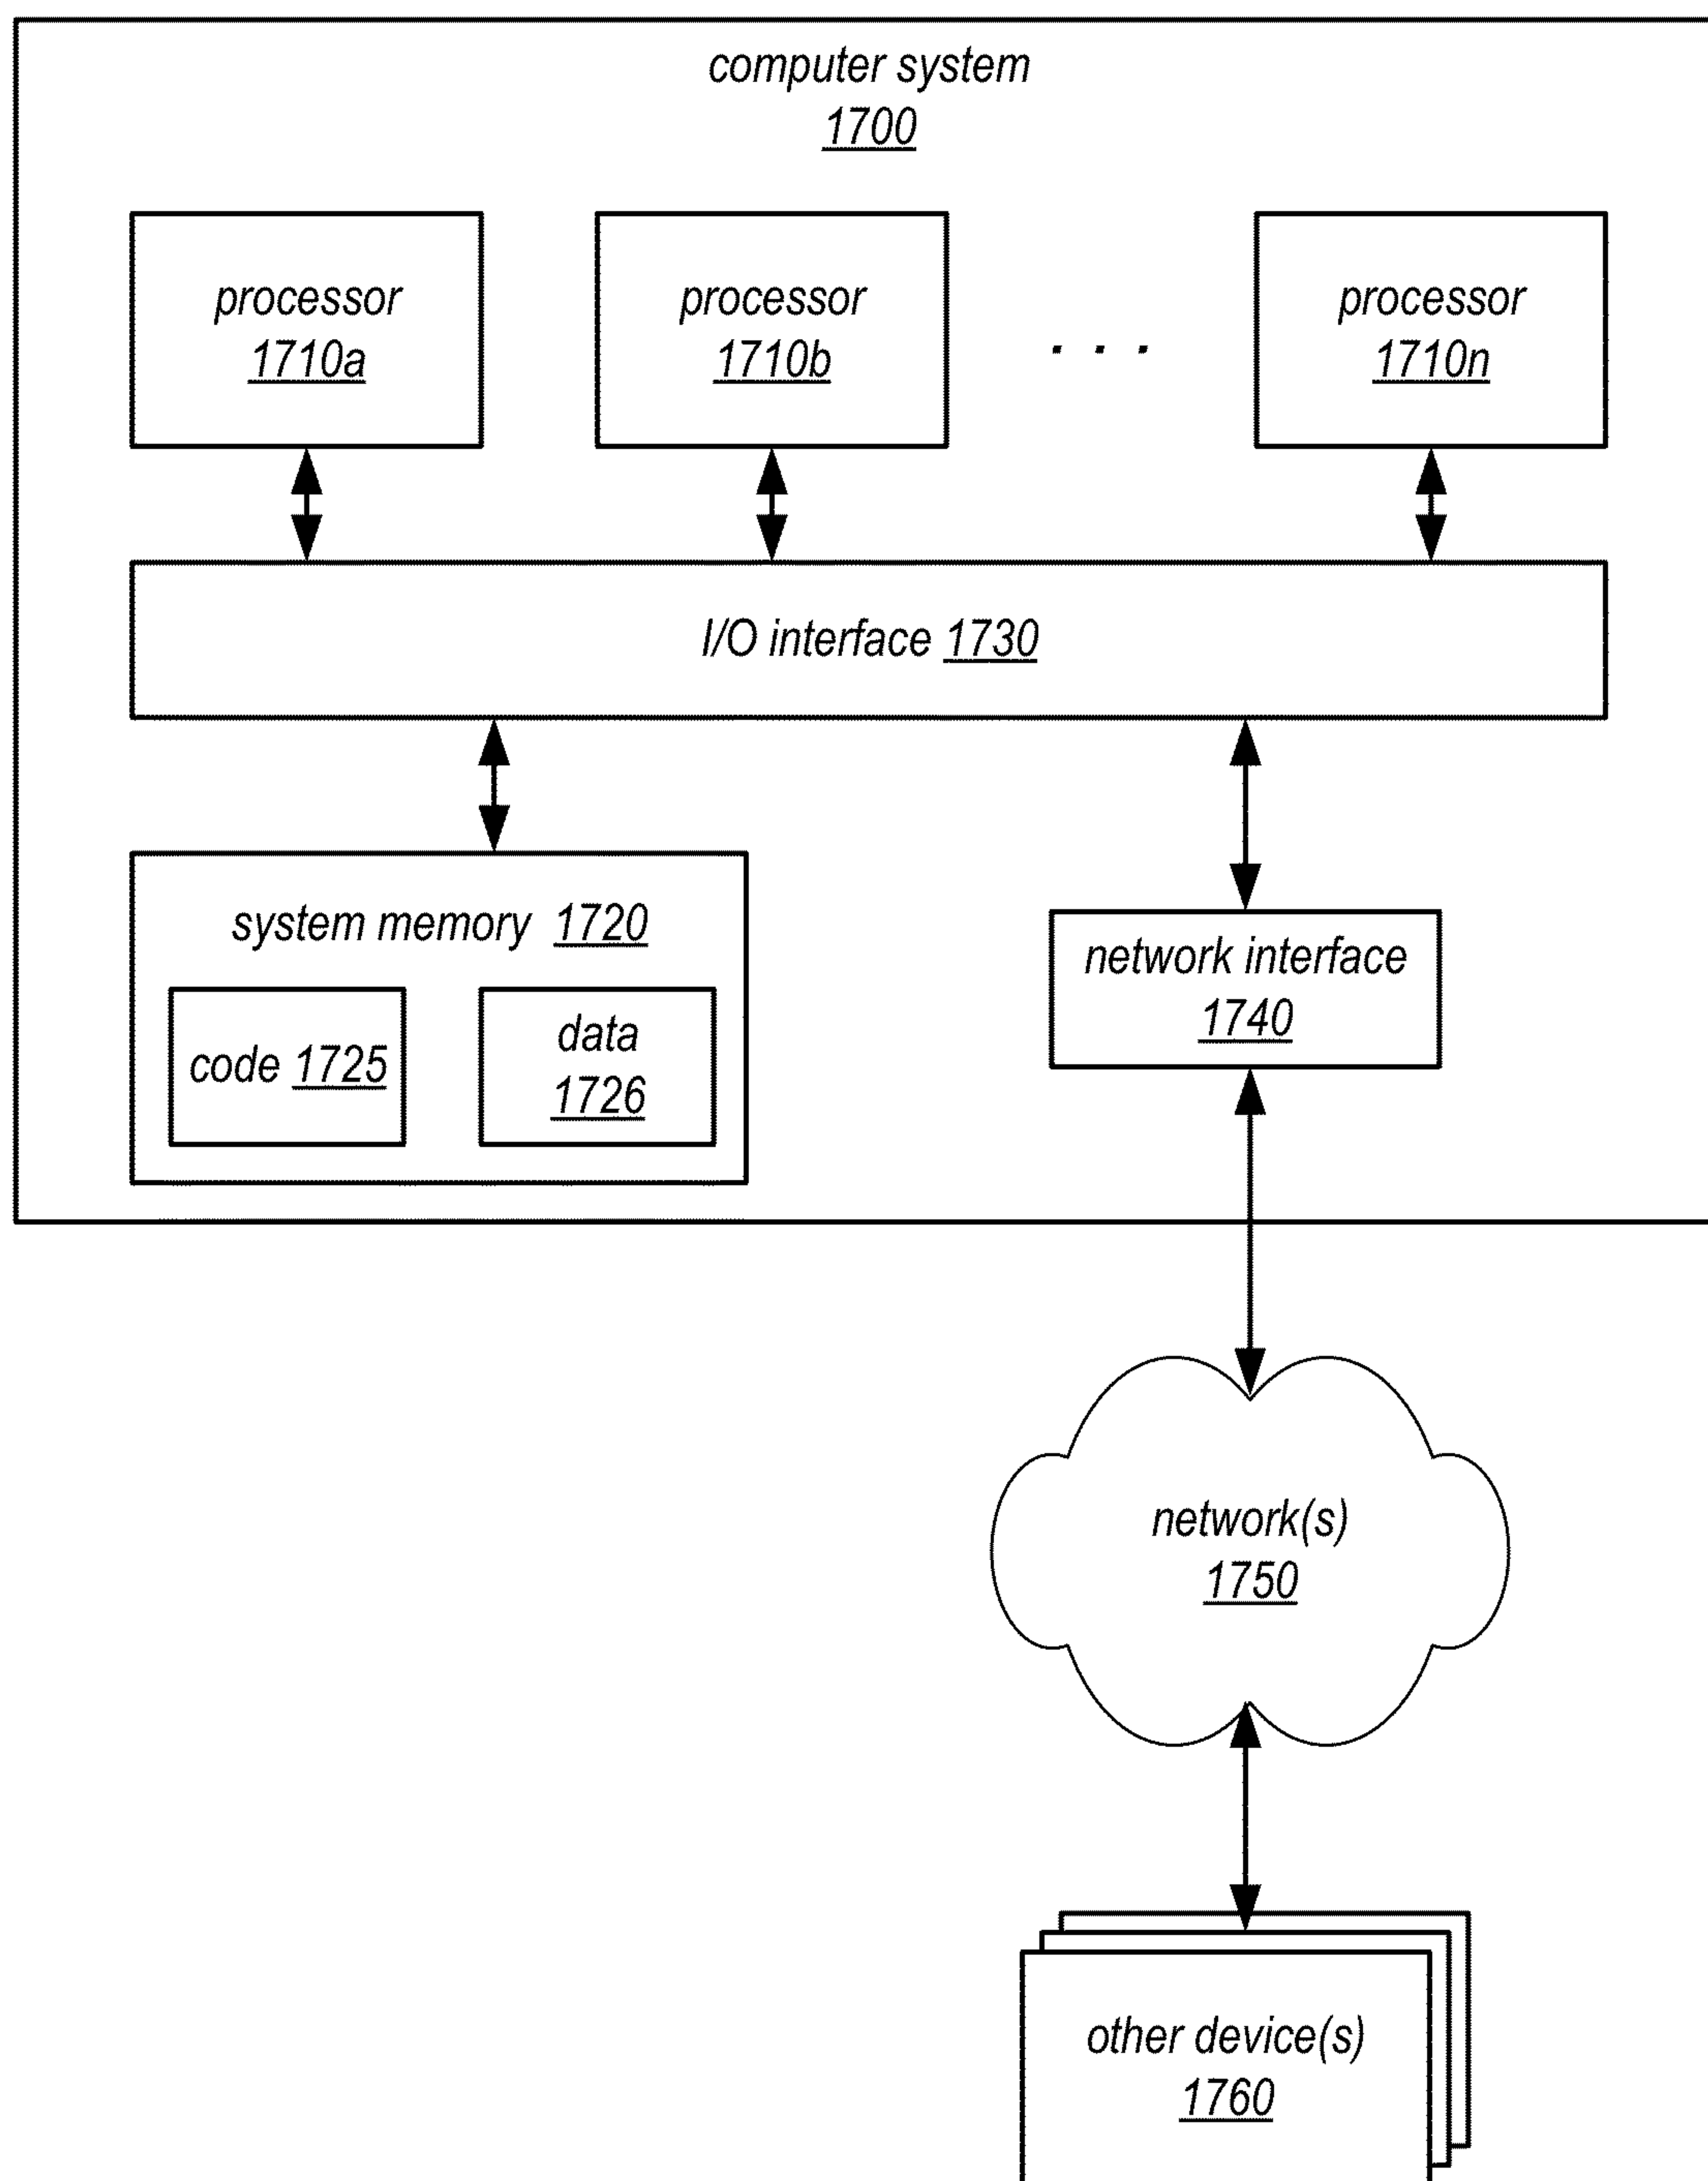 computer system
1700
processor
1710a
processor
1710b
. . .
processor
1710n
I/O interface 1730
system memory 1720
code 1725
data
1726
network interface
1740
network(s)
1750
other device(s)
1760